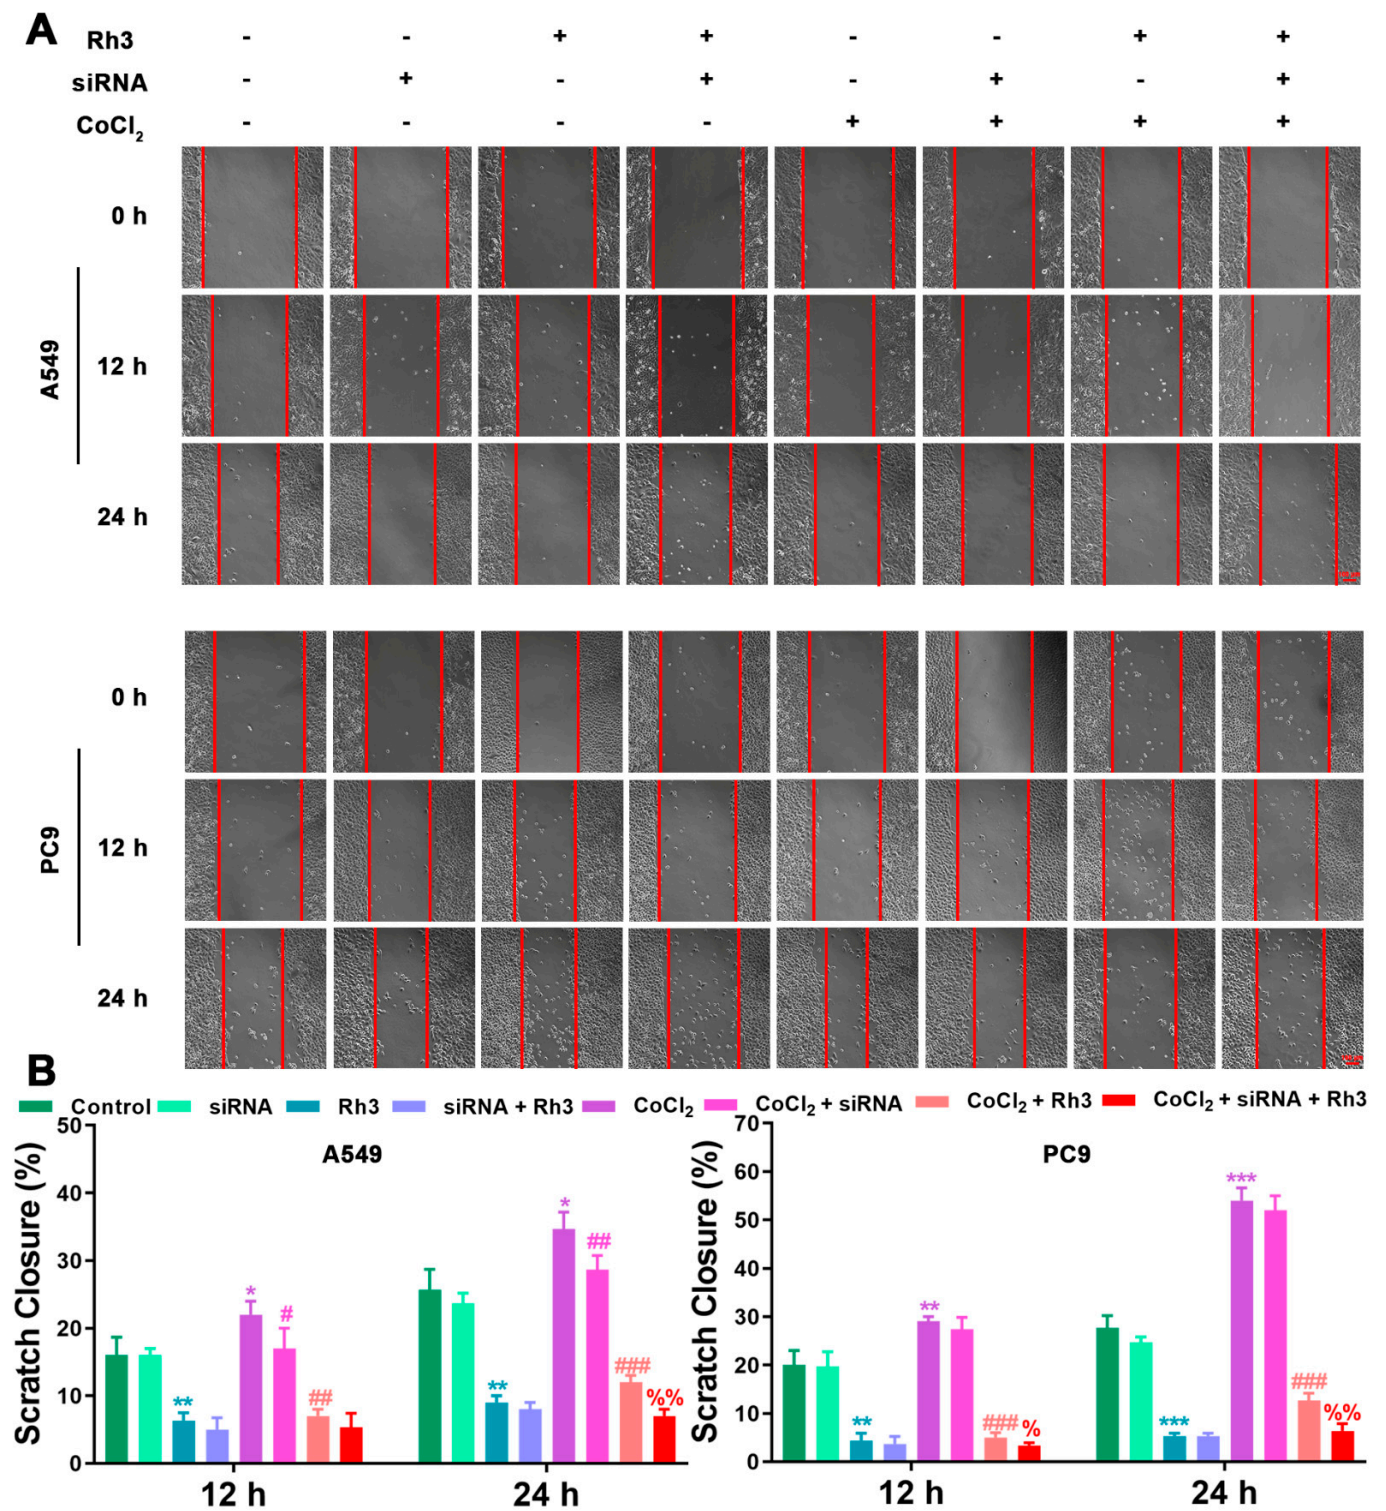 A
Rh3 - - + + - - + +
siRNA - + - + - + - +
CoCl2 - - - - + + + +
0 h
A549
12 h
24 h
0 h
PC9
12 h
24 h
B
Control siRNA Rh3 siRNA + Rh3 CoCl2 CoCl2 + siRNA CoCl2 + Rh3 CoCl2 + siRNA + Rh3
A549
Scratch Closure (%)
50
40
30
20
10
0
** * # ##
** * ## ### %%
12 h 24 h
PC9
Scratch Closure (%)
70
60
50
40
30
20
10
0
** ** ### %
*** *** ### %%
12 h 24 h